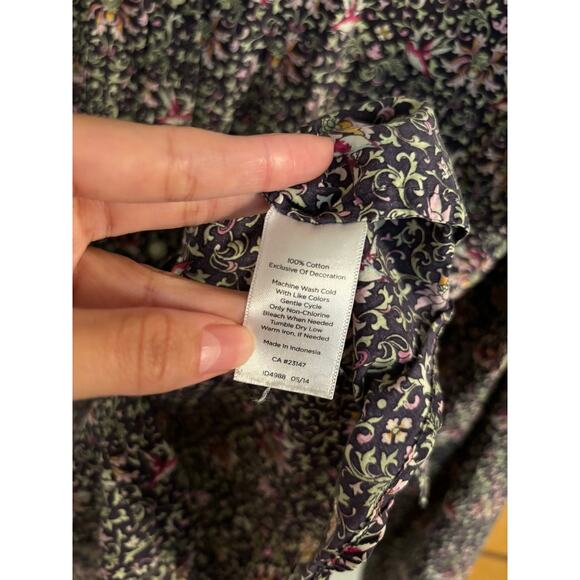 100% Cotton
Exclusive Of Decoration
Machine Wash Cold
With Like Colors
Gentle Cycle
Only Non-Chlorine
Bleach When Needed
Tumble Dry Low
Warm Iron, If Needed
Made In Indonesia
CA #23147
ID4988 05/14